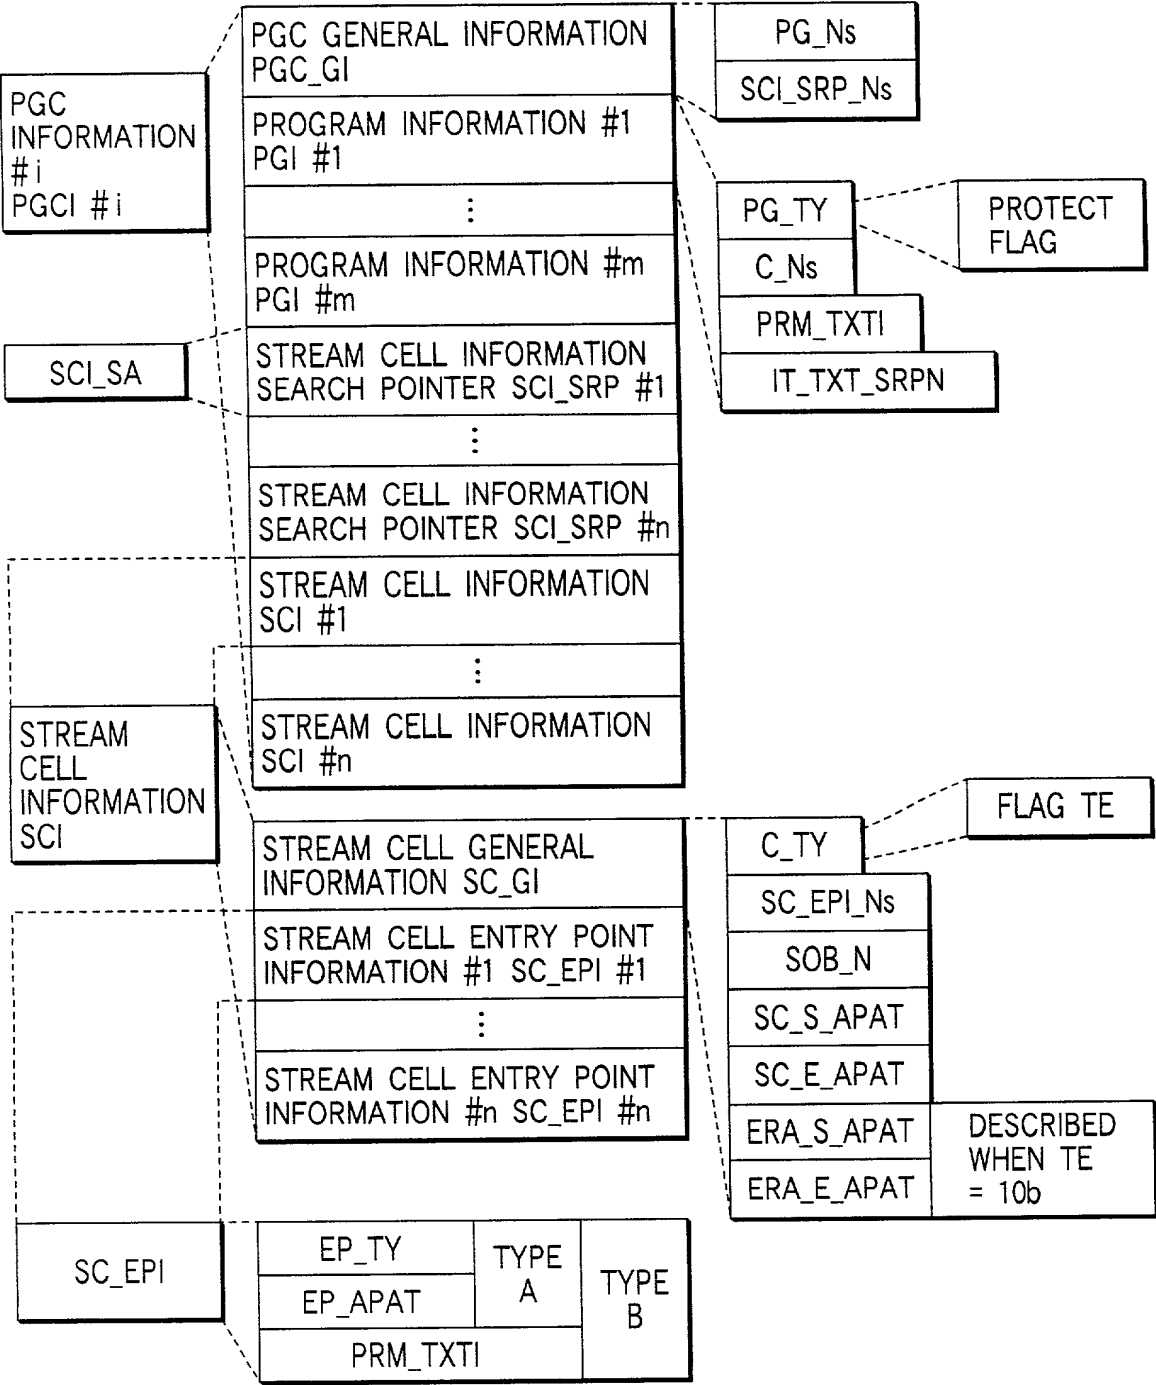 PGC
INFORMATION
#i
PGCI #i
PGC GENERAL INFORMATION
PGC_GI
PROGRAM INFORMATION #1
PGI #1
⋮
PROGRAM INFORMATION #m
PGI #m
STREAM CELL INFORMATION
SEARCH POINTER SCI_SRP #1
⋮
STREAM CELL INFORMATION
SEARCH POINTER SCI_SRP #n
STREAM CELL INFORMATION
SCI #1
⋮
STREAM CELL INFORMATION
SCI #n
PG_Ns
SCI_SRP_Ns
PG_TY
C_Ns
PRM_TXTI
IT_TXT_SRPN
PROTECT
FLAG
SCI_SA
STREAM
CELL
INFORMATION
SCI
STREAM CELL GENERAL
INFORMATION SC_GI
STREAM CELL ENTRY POINT
INFORMATION #1 SC_EPI #1
⋮
STREAM CELL ENTRY POINT
INFORMATION #n SC_EPI #n
C_TY
SC_EPI_Ns
SOB_N
SC_S_APAT
SC_E_APAT
ERA_S_APAT
ERA_E_APAT
FLAG TE
DESCRIBED
WHEN TE
= 10b
SC_EPI
EP_TY
EP_APAT
PRM_TXTI
TYPE
A
TYPE
B